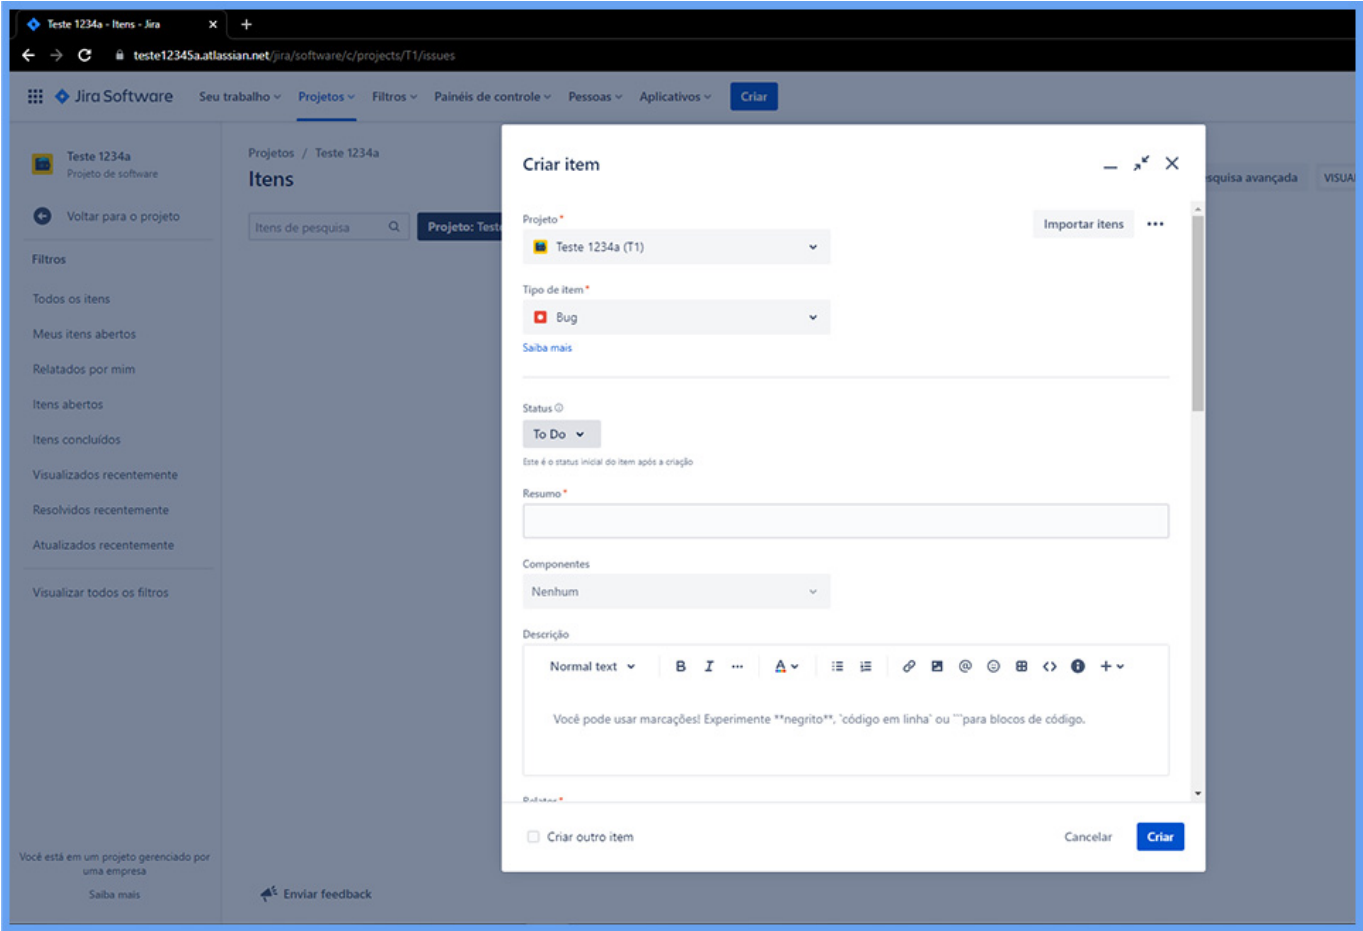 Teste 1234a - Itens - Jira
teste12345a.atlassian.net/jira/software/c/projects/T1/issues
Jira Software Seu trabalho Projetos Filtros Painéis de controle Pessoas Aplicativos Criar
Teste 1234a
Projeto de software
Voltar para o projeto
Filtros
Todos os itens
Meus itens abertos
Relatados por mim
Itens abertos
Itens concluídos
Visualizados recentemente
Resolvidos recentemente
Atualizados recentemente
Visualizar todos os filtros
Você está em um projeto gerenciado por
uma empresa
Saiba mais
Projetos / Teste 1234a
Itens
Itens de pesquisa Projeto: Test
squisa avançada VISUA
Enviar feedback
Criar item
Projeto *
Importar itens
Teste 1234a (T1)
Tipo de item *
Bug
Saiba mais
Status
To Do
Este é o status inicial do item após a criação
Resumo *
Componentes
Nenhum
Descrição
Normal text B I ... A
Você pode usar marcações! Experimente **negrito**, `código em linha` ou ```para blocos de código.
Relator *
Criar outro item Cancelar Criar